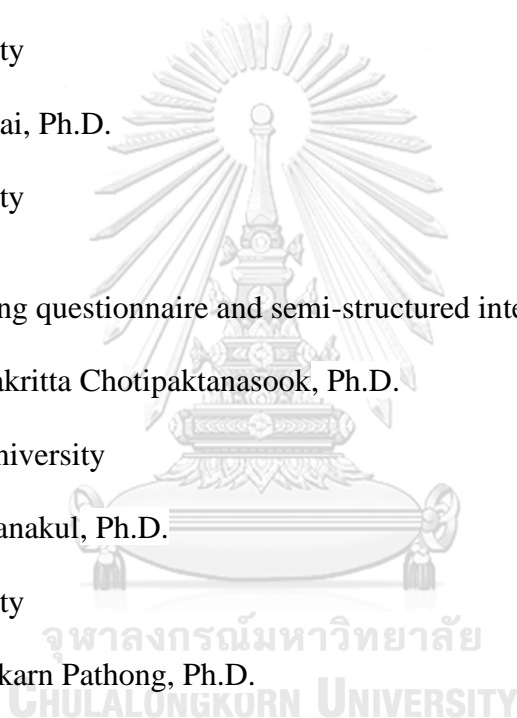 ty
ai, Ph.D.
ty
ng questionnaire and semi-structured inte
akritta Chotipaktanasook, Ph.D.
niversity
anakul, Ph.D.
ty
จุฬาลงกรณ์มหาวิทยาลัย
karn Pathong, Ph.D.
CHULALONGKORN UNIVERSITY